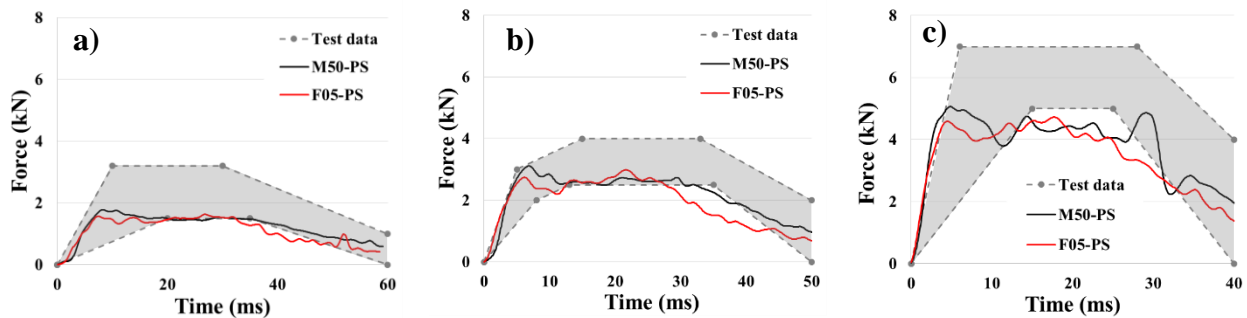 a)
8
6
4
2
0
Force (kN)
0 20 40 60
Time (ms)
Test data
M50-PS
F05-PS
b)
8
6
4
2
0
Force (kN)
0 10 20 30 40 50
Time (ms)
Test data
M50-PS
F05-PS
c)
8
6
4
2
0
Force (kN)
0 10 20 30 40
Time (ms)
Test data
M50-PS
F05-PS